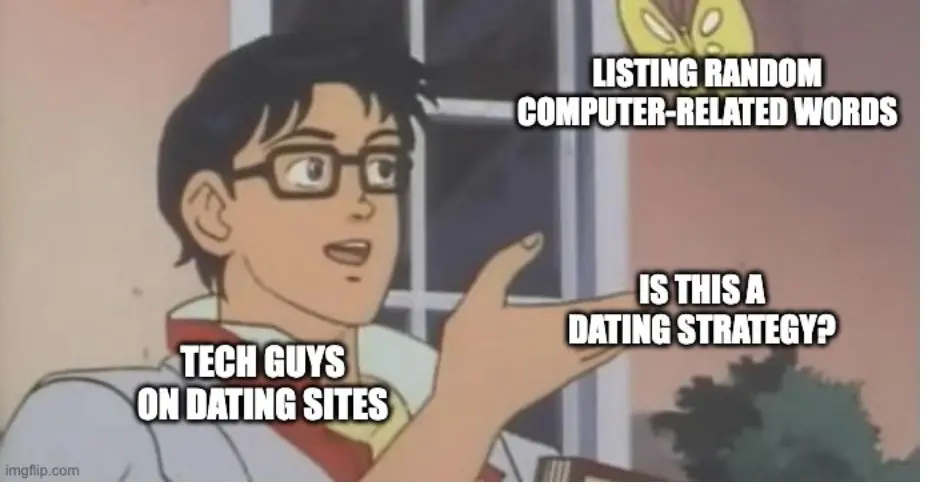 LISTING RANDOM
COMPUTER-RELATED WORDS
IS THIS A
DATING STRATEGY?
TECH GUYS
ON DATING SITES
imgflip.com